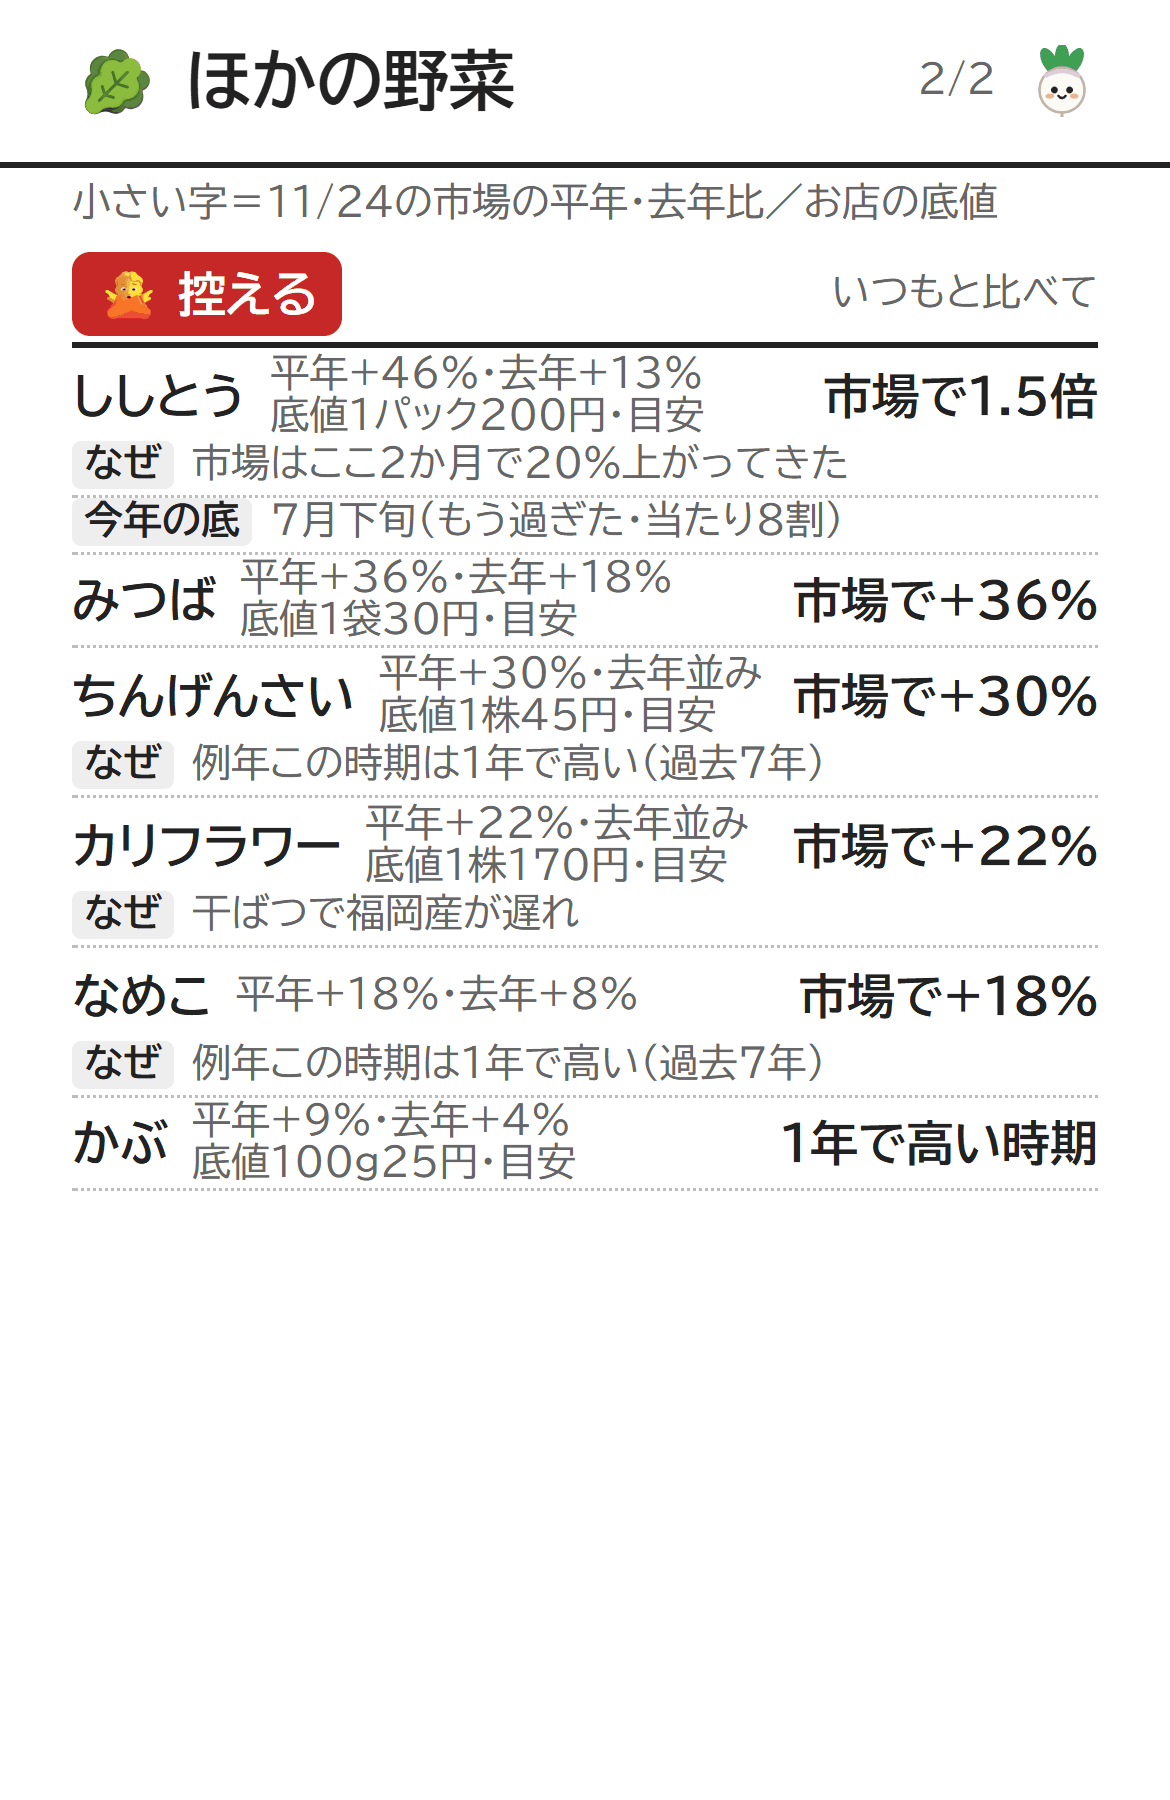 ほかの野菜
2/2
小さい字＝11/24の市場の平年・去年比／お店の底値
控える
いつもと比べて
ししとう 平年+46%・去年+13% 市場で1.5倍
底値1パック200円・目安
なぜ 市場はここ2か月で20%上がってきた
今年の底 7月下旬（もう過ぎた・当たり8割）
みつば 平年+36%・去年+18% 市場で+36%
底値1袋30円・目安
ちんげんさい 平年+30%・去年並み 市場で+30%
底値1株45円・目安
なぜ 例年この時期は1年で高い（過去7年）
カリフラワー 平年+22%・去年並み 市場で+22%
底値1株170円・目安
なぜ 干ばつで福岡産が遅れ
なめこ 平年+18%・去年+8% 市場で+18%
なぜ 例年この時期は1年で高い（過去7年）
かぶ 平年+9%・去年+4% 1年で高い時期
底値100g25円・目安